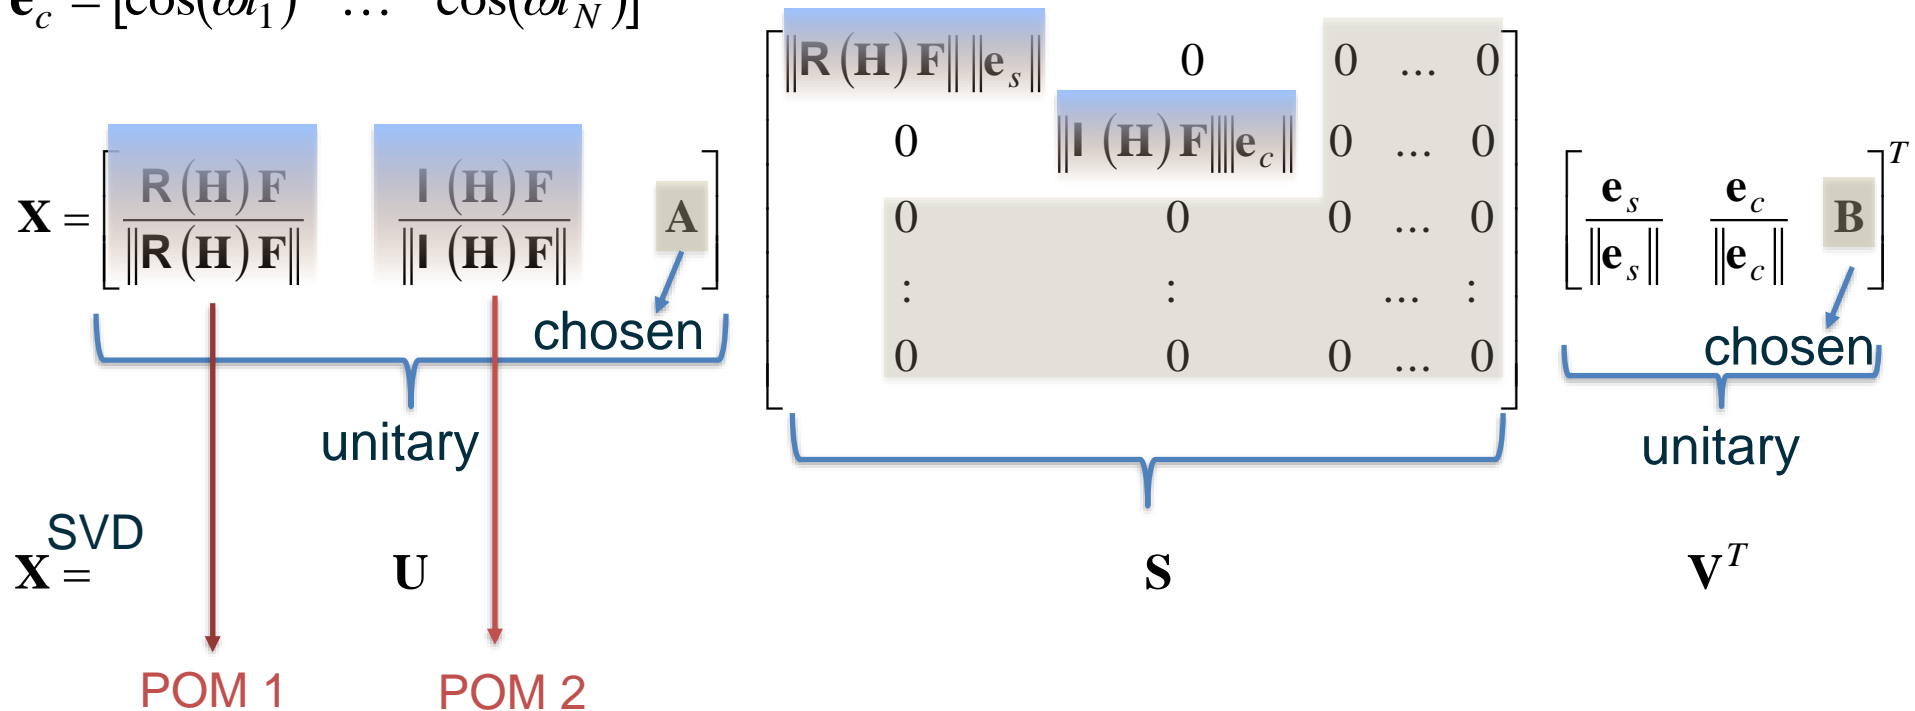 e_c = [cos(ωt_1) … cos(ωt_N)]
X = [ R(H)F / ‖R(H)F‖   I(H)F / ‖I(H)F‖   A ] [ ‖R(H)F‖‖e_s‖ 0 0 ... 0
0 ‖I(H)F‖‖e_c‖ 0 ... 0
0 0 0 ... 0
: : ... :
0 0 0 ... 0 ] [ e_s / ‖e_s‖   e_c / ‖e_c‖   B ]^T
chosen chosen
unitary unitary
SVD
X = U S V^T
POM 1 POM 2